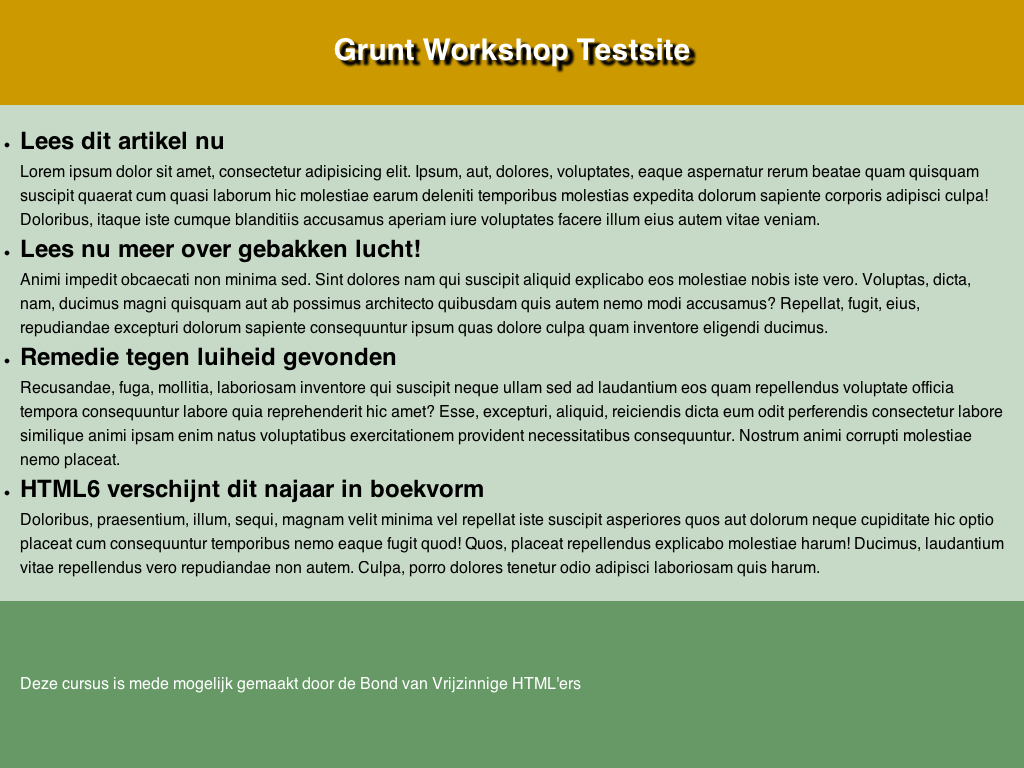 Grunt Workshop Testsite
• Lees dit artikel nu
Lorem ipsum dolor sit amet, consectetur adipisicing elit. Ipsum, aut, dolores, voluptates, eaque aspernatur rerum beatae quam quisquam
suscipit quaerat cum quasi laborum hic molestiae earum deleniti temporibus molestias expedita dolorum sapiente corporis adipisci culpa!
Doloribus, itaque iste cumque blanditiis accusamus aperiam iure voluptates facere illum eius autem vitae veniam.
• Lees nu meer over gebakken lucht!
Animi impedit obcaecati non minima sed. Sint dolores nam qui suscipit aliquid explicabo eos molestiae nobis iste vero. Voluptas, dicta,
nam, ducimus magni quisquam aut ab possimus architecto quibusdam quis autem nemo modi accusamus? Repellat, fugit, eius,
repudiandae excepturi dolorum sapiente consequuntur ipsum quas dolore culpa quam inventore eligendi ducimus.
• Remedie tegen luiheid gevonden
Recusandae, fuga, mollitia, laboriosam inventore qui suscipit neque ullam sed ad laudantium eos quam repellendus voluptate officia
tempora consequuntur labore quia reprehenderit hic amet? Esse, excepturi, aliquid, reiciendis dicta eum odit perferendis consectetur labore
similique animi ipsam enim natus voluptatibus exercitationem provident necessitatibus consequuntur. Nostrum animi corrupti molestiae
nemo placeat.
• HTML6 verschijnt dit najaar in boekvorm
Doloribus, praesentium, illum, sequi, magnam velit minima vel repellat iste suscipit asperiores quos aut dolorum neque cupiditate hic optio
placeat cum consequuntur temporibus nemo eaque fugit quod! Quos, placeat repellendus explicabo molestiae harum! Ducimus, laudantium
vitae repellendus vero repudiandae non autem. Culpa, porro dolores tenetur odio adipisci laboriosam quis harum.
Deze cursus is mede mogelijk gemaakt door de Bond van Vrijzinnige HTML'ers